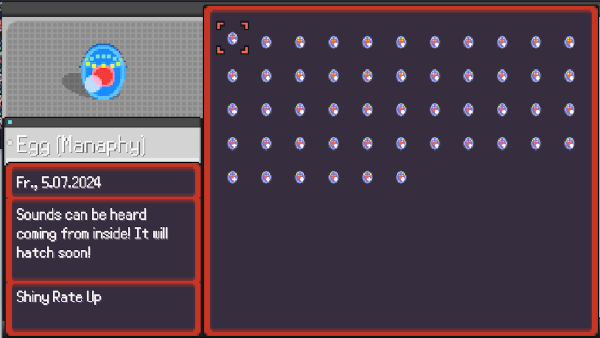 Egg (Manaphy)
Fr., 5.07.2024
Sounds can be heard
coming from inside! It will
hatch soon!
Shiny Rate Up